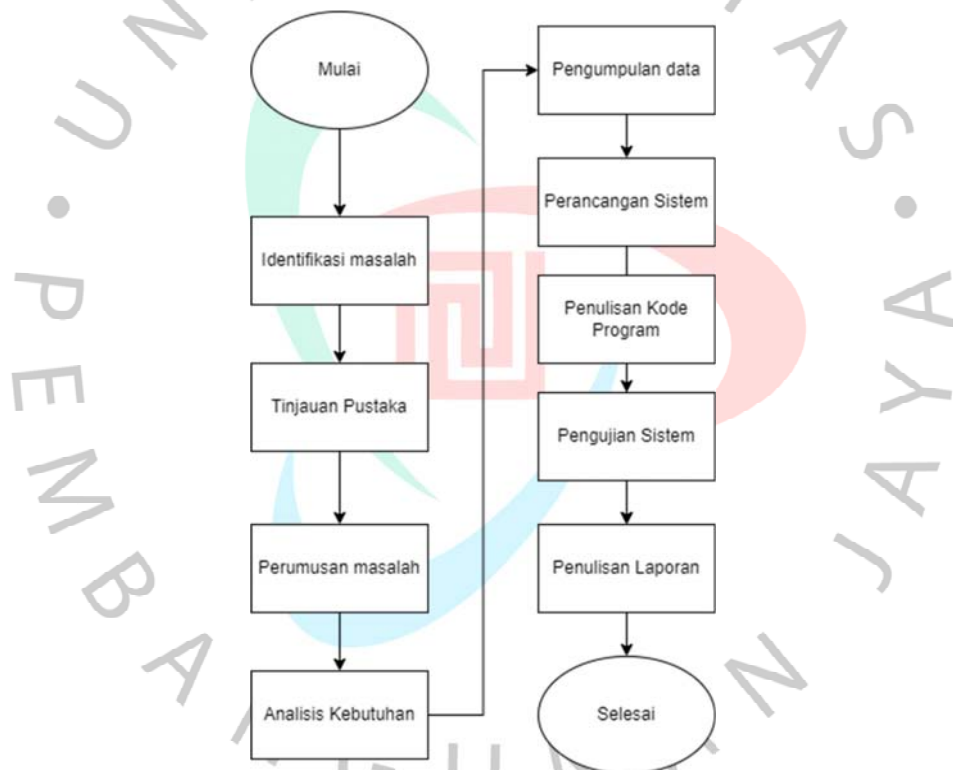 Mulai
Identifikasi masalah
Tinjauan Pustaka
Perumusan masalah
Analisis Kebutuhan
Pengumpulan data
Perancangan Sistem
Penulisan Kode
Program
Pengujian Sistem
Penulisan Laporan
Selesai